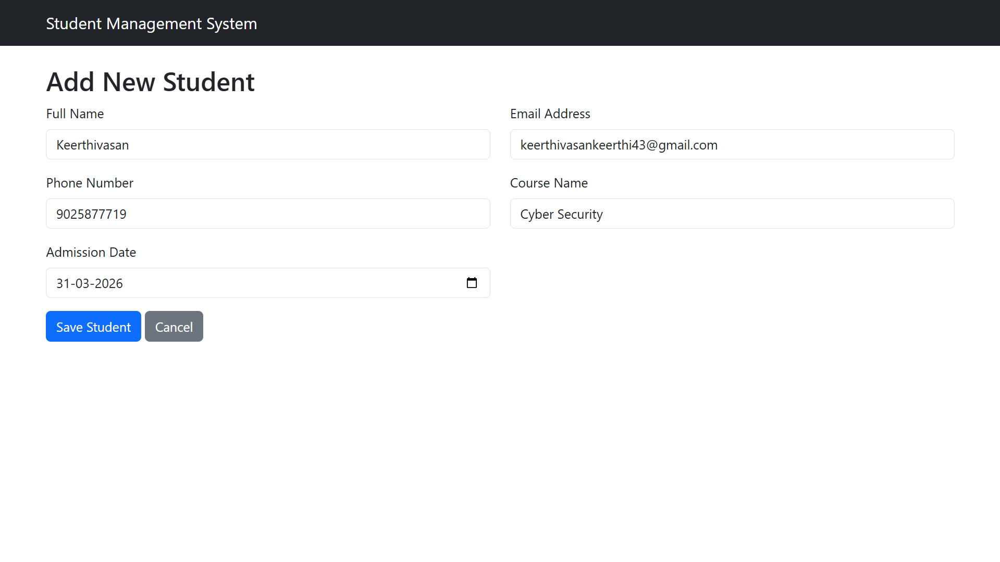 Student Management System
Add New Student
Full Name
Keerthivasan
Email Address
keerthivasankeerthi43@gmail.com
Phone Number
9025877719
Course Name
Cyber Security
Admission Date
31-03-2026
Save Student
Cancel